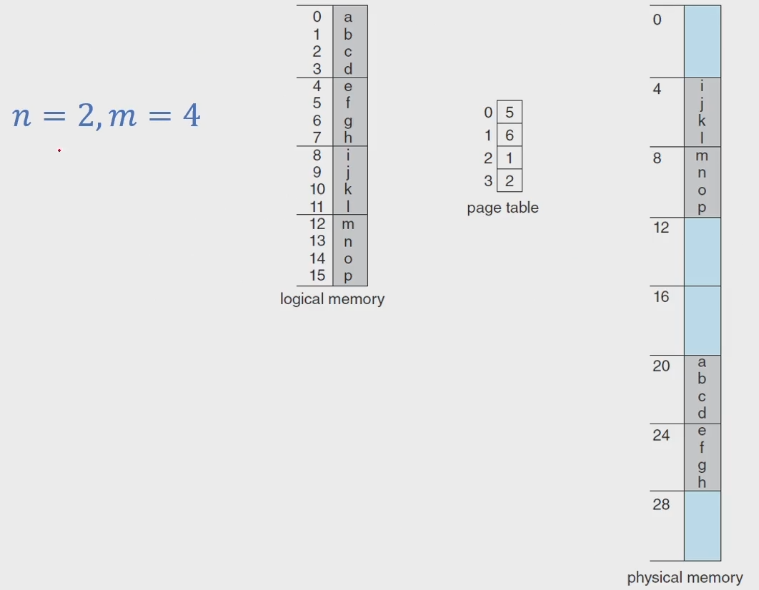 n = 2, m = 4
0 a
1 b
2 c
3 d
4 e
5 f
6 g
7 h
8 i
9 j
10 k
11 l
12 m
13 n
14 o
15 p
logical memory
0 5
1 6
2 1
3 2
page table
0
4 i
j
k
l
8 m
n
o
p
12
16
20 a
b
c
d
24 e
f
g
h
28
physical memory